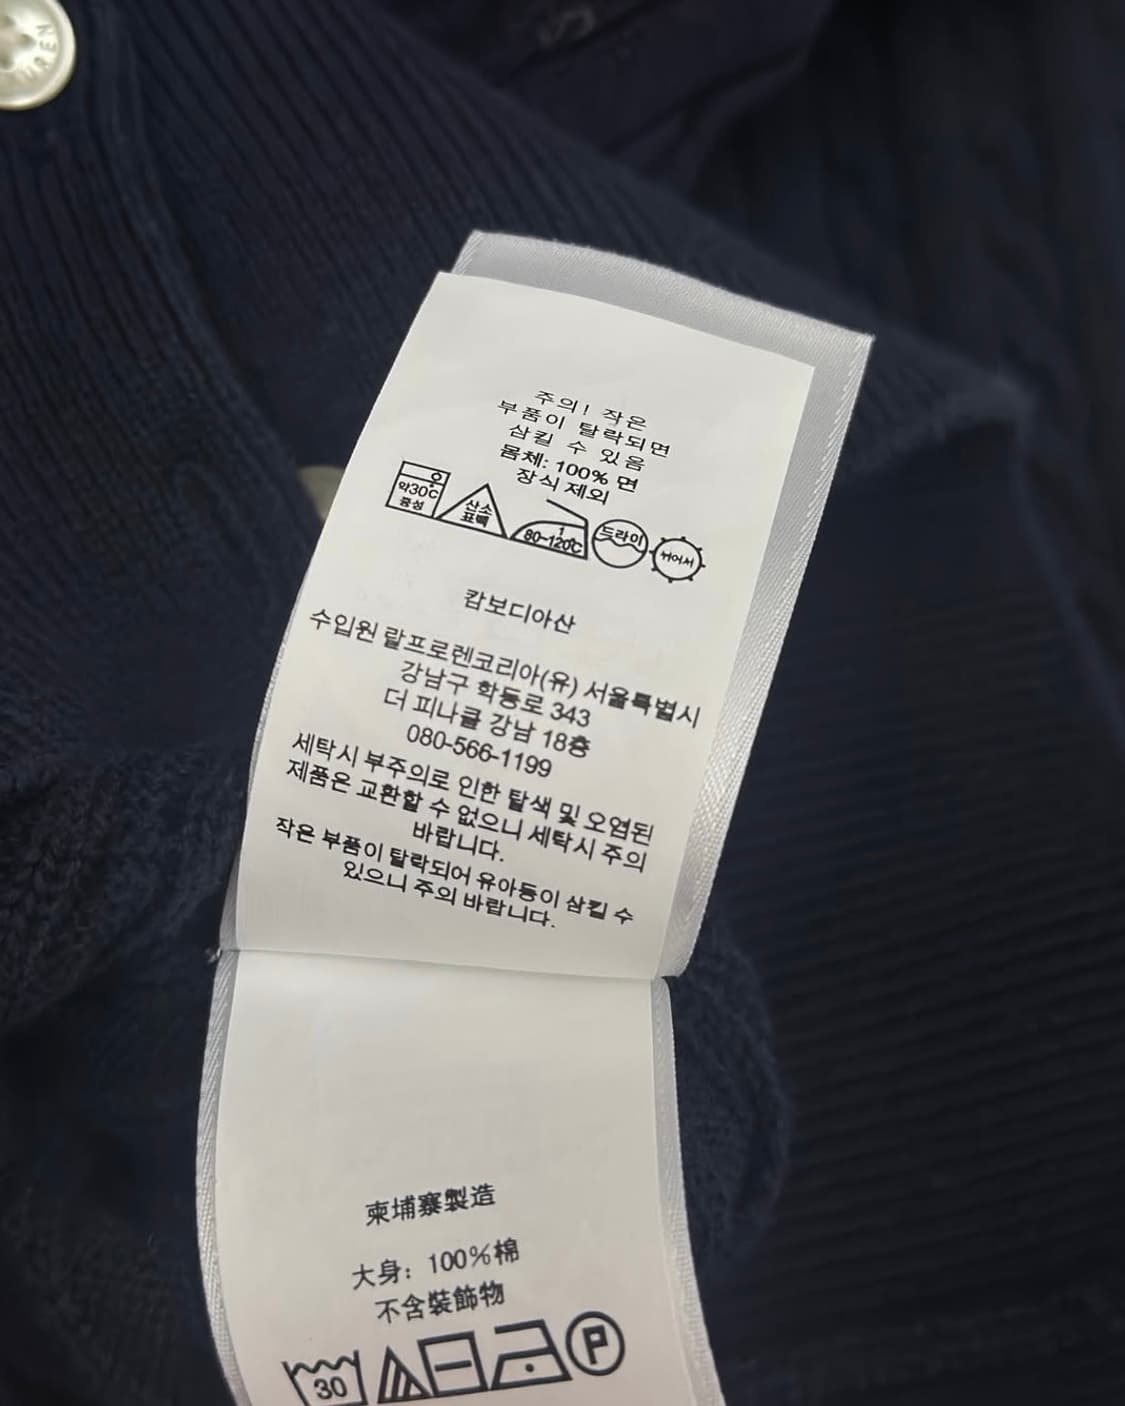 REN
주의! 작은
부품이 탈락되면
삼킬 수 있음
몸체: 100% 면
장식 제외
약30℃
중성
산소
표백
1
80~120℃
드라이
뉘어서
캄보디아산
수입원 랄프로렌코리아(유) 서울특별시
강남구 학동로 343
더 피나클 강남 18층
080-566-1199
세탁시 부주의로 인한 탈색 및 오염된
제품은 교환할 수 없으니 세탁시 주의
바랍니다.
작은 부품이 탈락되어 유아등이 삼킬 수
있으니 주의 바랍니다.
柬埔寨製造
大身: 100%棉
不含裝飾物
30
P